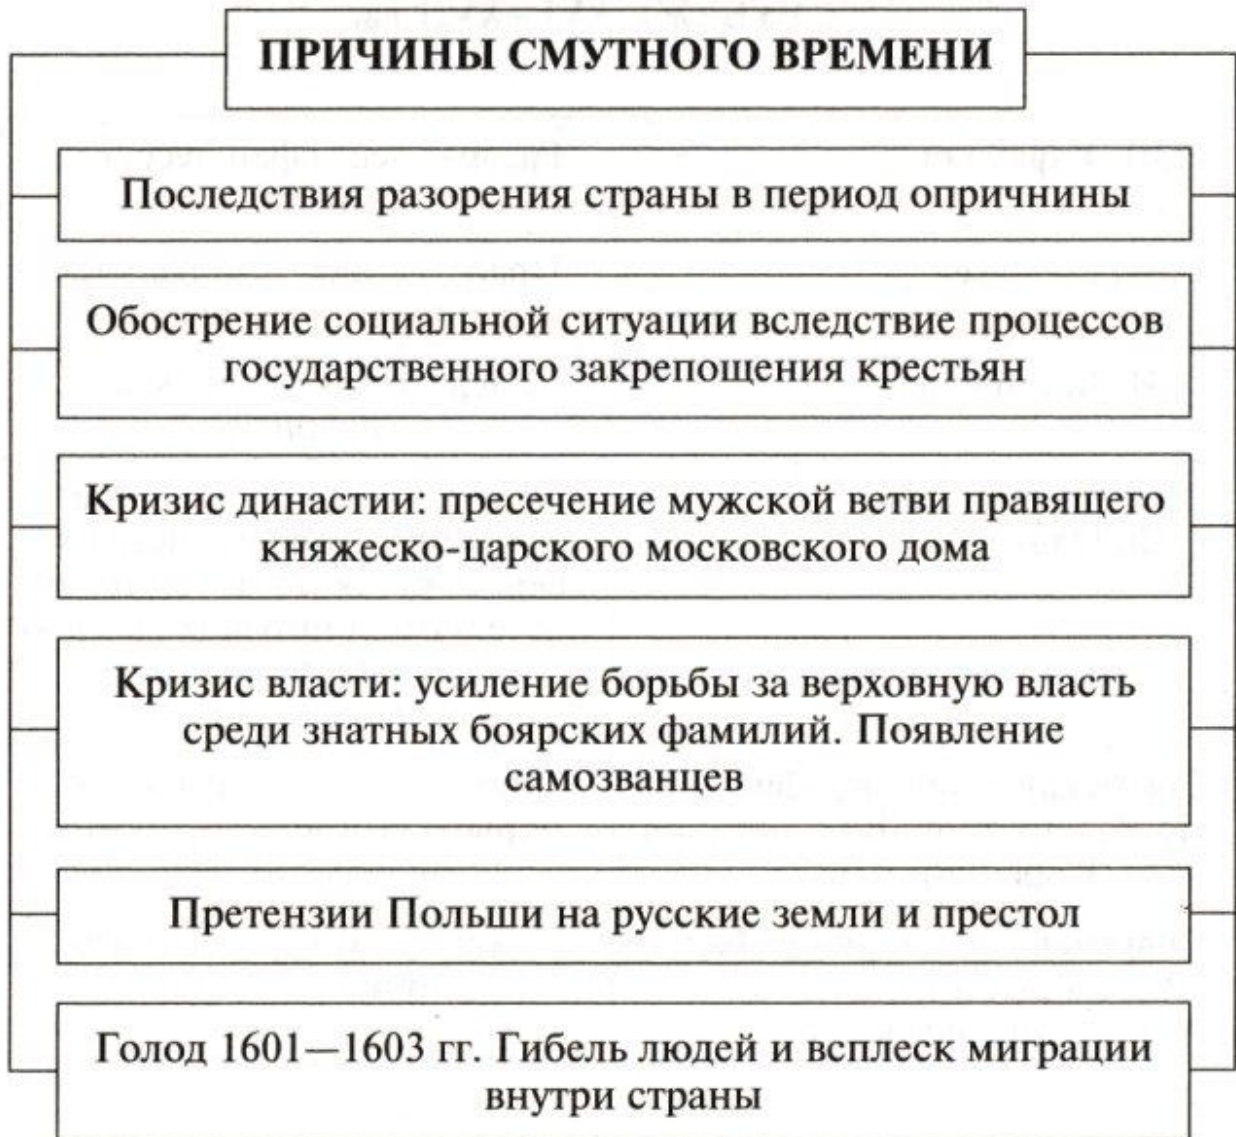 ПРИЧИНЫ СМУТНОГО ВРЕМЕНИ
Последствия разорения страны в период опричнины
Обострение социальной ситуации вследствие процессов
государственного закрепощения крестьян
Кризис династии: пресечение мужской ветви правящего
княжеско-царского московского дома
Кризис власти: усиление борьбы за верховную власть
среди знатных боярских фамилий. Появление
самозванцев
Претензии Польши на русские земли и престол
Голод 1601—1603 гг. Гибель людей и всплеск миграции
внутри страны